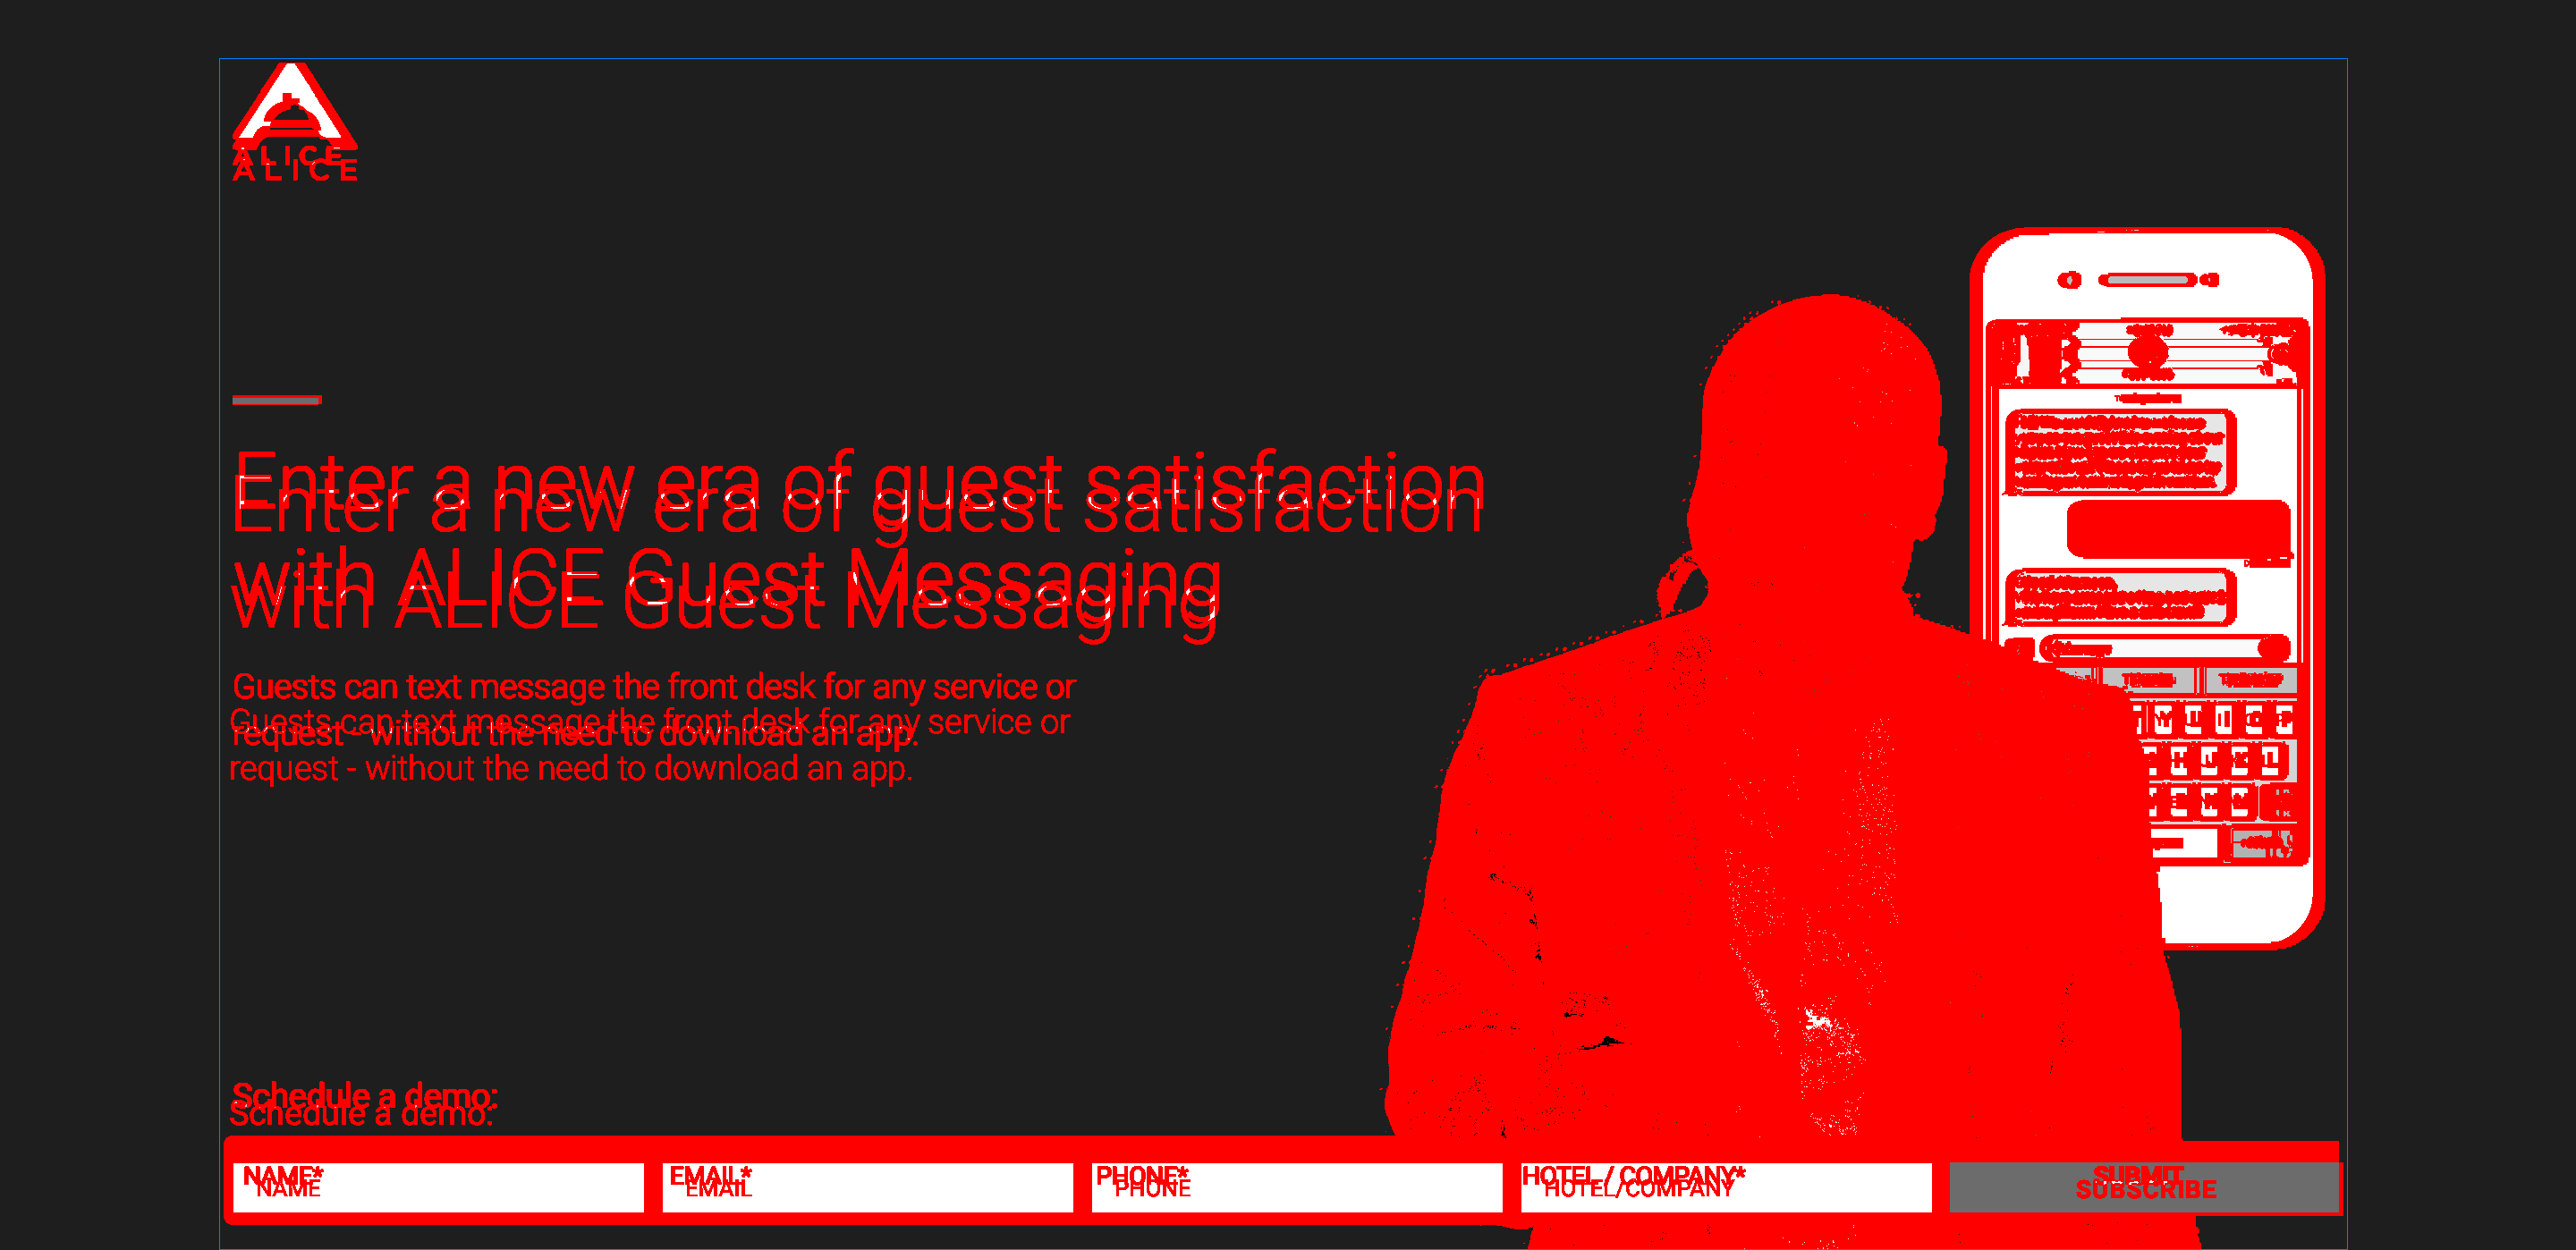 ALICE
ALICE
Enter a new era of guest satisfaction
Enter a new era of guest satisfaction
with ALICE Guest Messaging
with ALICE Guest Messaging
Guests can text message the front desk for any service or
Guests can text message the front desk for any service or
request - without the need to download an app.
request - without the need to download an app.
Schedule a demo:
Schedule a demo:
NAME*
NAME
EMAIL*
EMAIL
PHONE*
PHONE
HOTEL / COMPANY*
HOTEL/COMPANY
SUBMIT
SUBSCRIBE